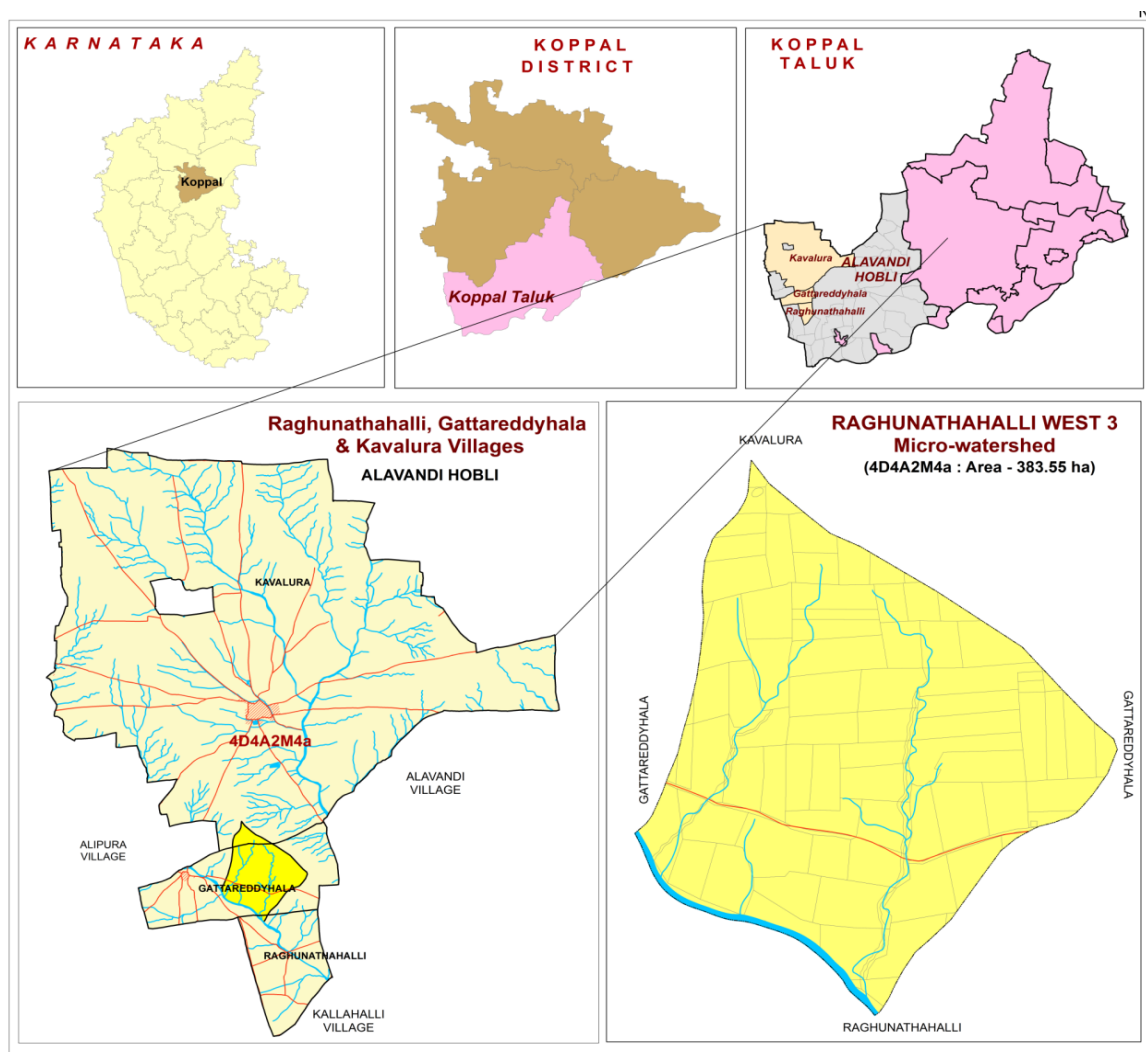 KARNATAKA
Koppal
KOPPAL
DISTRICT
Koppal Taluk
KOPPAL
TALUK
Kavalura
ALAVANDI
HOBLI
Gattareddyhala
Raghunathahalli
Raghunathahalli, Gattareddyhala
& Kavalura Villages
ALAVANDI HOBLI
KAVALURA
4D4A2M4a
ALAVANDI
VILLAGE
ALIPURA
VILLAGE
GATTAREDDYHALA
RAGHUNATHAHALLI
KALLAHALLI
VILLAGE
RAGHUNATHAHALLI WEST 3
Micro-watershed
(4D4A2M4a : Area - 383.55 ha)
KAVALURA
GATTAREDDYHALA
GATTAREDDYHALA
RAGHUNATHAHALLI